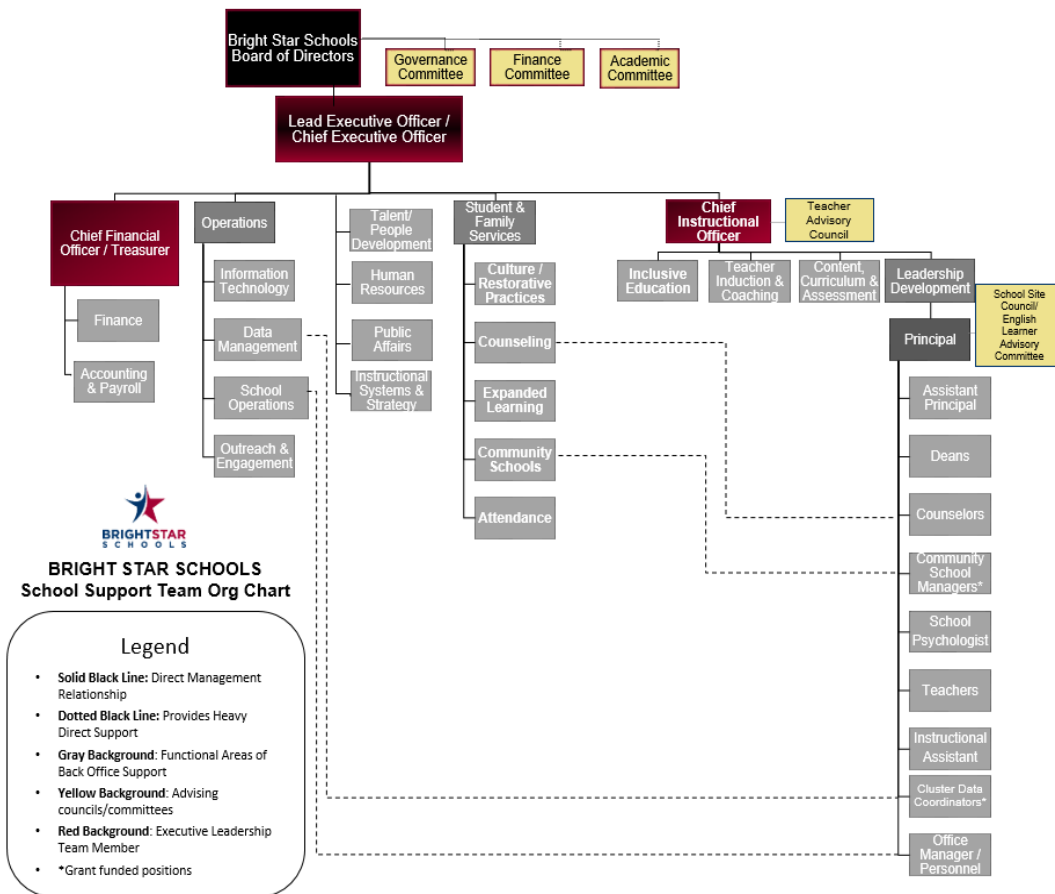 Bright Star Schools
Board of Directors
Governance
Committee
Finance
Committee
Academic
Committee
Lead Executive Officer /
Chief Executive Officer
Chief Financial
Officer / Treasurer
Finance
Accounting
& Payroll
Operations
Information
Technology
Data
Management
School
Operations
Outreach &
Engagement
Talent/
People
Development
Human
Resources
Public
Affairs
Instructional
Systems &
Strategy
Student &
Family
Services
Culture /
Restorative
Practices
Counseling
Expanded
Learning
Community
Schools
Attendance
Chief
Instructional
Officer
Teacher
Advisory
Council
Inclusive
Education
Teacher
Induction &
Coaching
Content,
Curriculum &
Assessment
Leadership
Development
Principal
School Site
Council/
English
Learner
Advisory
Committee
Assistant
Principal
Deans
Counselors
Community
School
Managers*
School
Psychologist
Teachers
Instructional
Assistant
Cluster Data
Coordinators*
Office
Manager /
Personnel
BRIGHTSTAR
SCHOOLS
BRIGHT STAR SCHOOLS
School Support Team Org Chart
Legend
• Solid Black Line: Direct Management
Relationship
• Dotted Black Line: Provides Heavy
Direct Support
• Gray Background: Functional Areas of
Back Office Support
• Yellow Background: Advising
councils/committees
• Red Background: Executive Leadership
Team Member
• *Grant funded positions